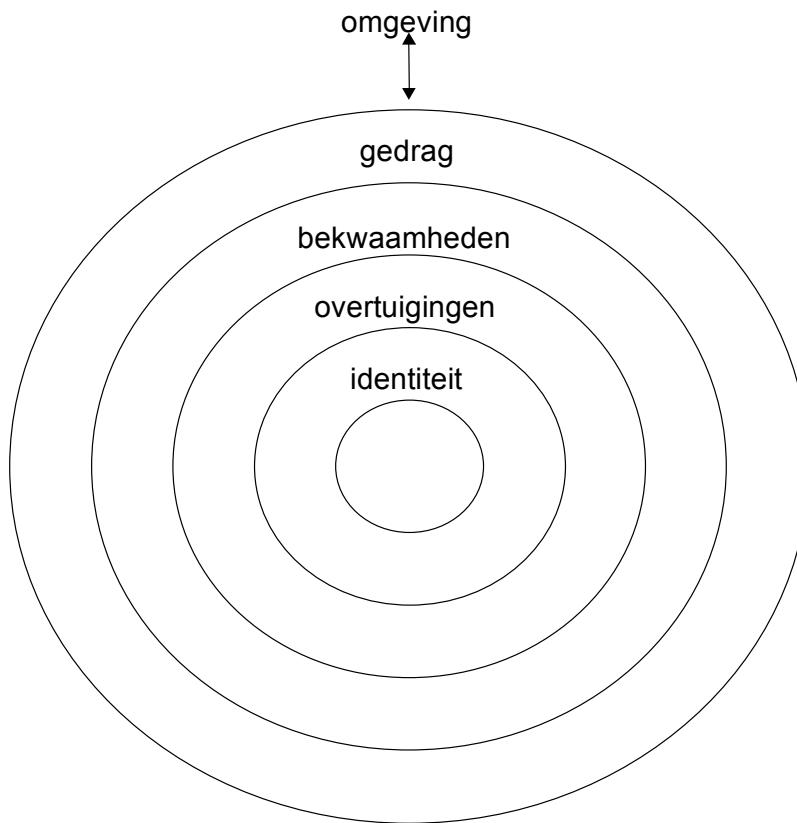 omgeving
gedrag
bekwaamheden
overtuigingen
identiteit